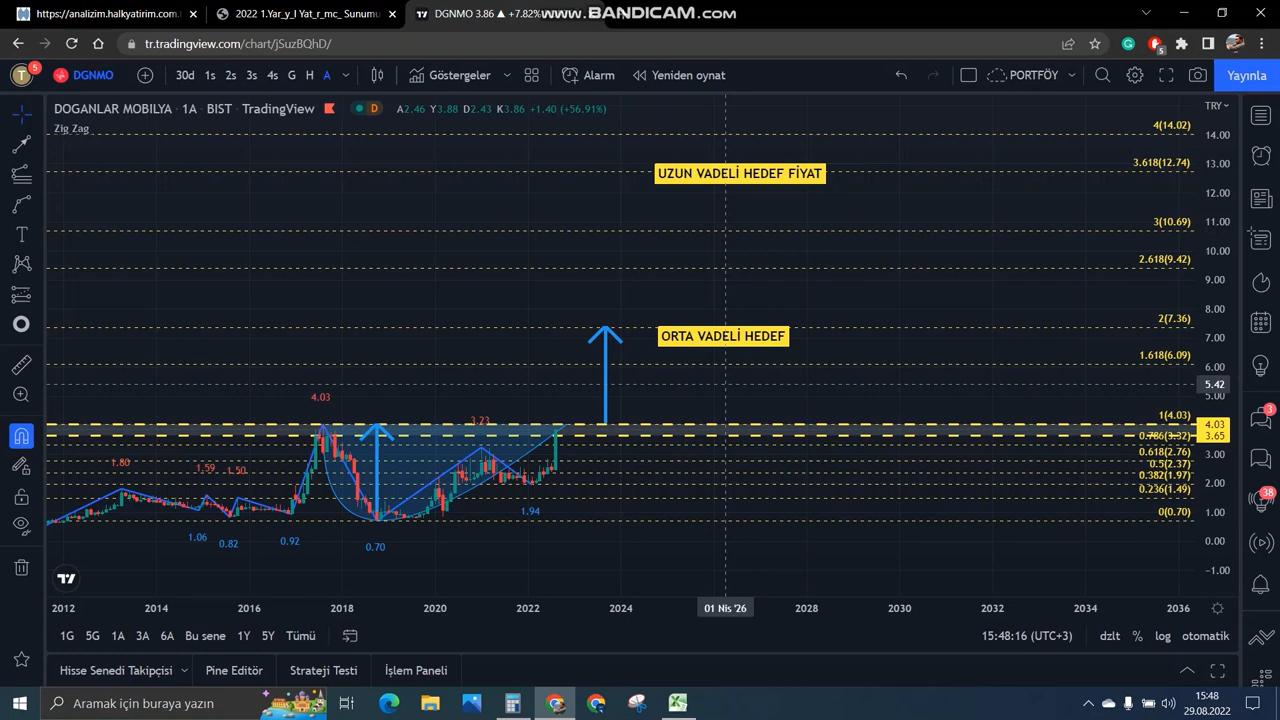 https://analizim.halkyatirim.com.
2022 1.Yar_y_l Yat_r_mc_ Sunumu
DGNMO 3.86 ▲ +7.82%
www.BANDICAM.com
tr.tradingview.com/chart/jSuzBQhD/
T
5
DGNMO
30d
1s
2s
3s
4s
G
H
A
Göstergeler
Alarm
Yeniden oynat
PORTFÖY
Yayınla
DOĞANLAR MOBİLYA · 1A · BIST · TradingView
D
A2.46 Y3.88 D2.43 K3.86 +1.40 (+56.91%)
TRY
Zig Zag
4(14.02)
14.00
3.618(12.74)
13.00
UZUN VADELİ HEDEF FİYAT
12.00
3(10.69)
11.00
10.00
2.618(9.42)
9.00
8.00
2(7.36)
7.00
ORTA VADELİ HEDEF
1.618(6.09)
6.00
5.42
5.00
4.03
3.23
1(4.03)
4.03
0.786(3.32)
3.65
0.618(2.76)
3.00
0.5(2.37)
0.382(1.97)
2.00
0.236(1.49)
0(0.70)
1.00
0.00
−1.00
1.80
1.59
1.50
1.94
1.06
0.82
0.92
0.70
3
38
2012
2014
2016
2018
2020
2022
2024
01 Nis '26
2028
2030
2032
2034
2036
1G
5G
1A
3A
6A
Bu sene
1Y
5Y
Tümü
15:48:16 (UTC+3)
dzlt
%
log
otomatik
Hisse Senedi Takipçisi
Pine Editörü
Strateji Testi
İşlem Paneli
Aramak için buraya yazın
15:48
29.08.2022